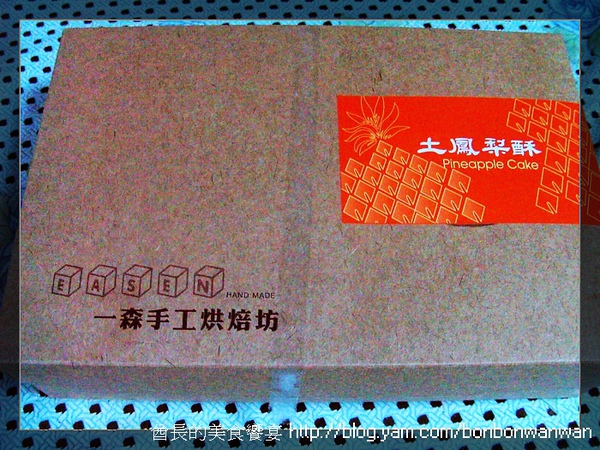 土鳳梨酥
Pineapple Cake
EASEN HAND MADE
一森手工烘焙坊
酋長的美食饗宴 http://blog.yam.com/bonbonwanwan